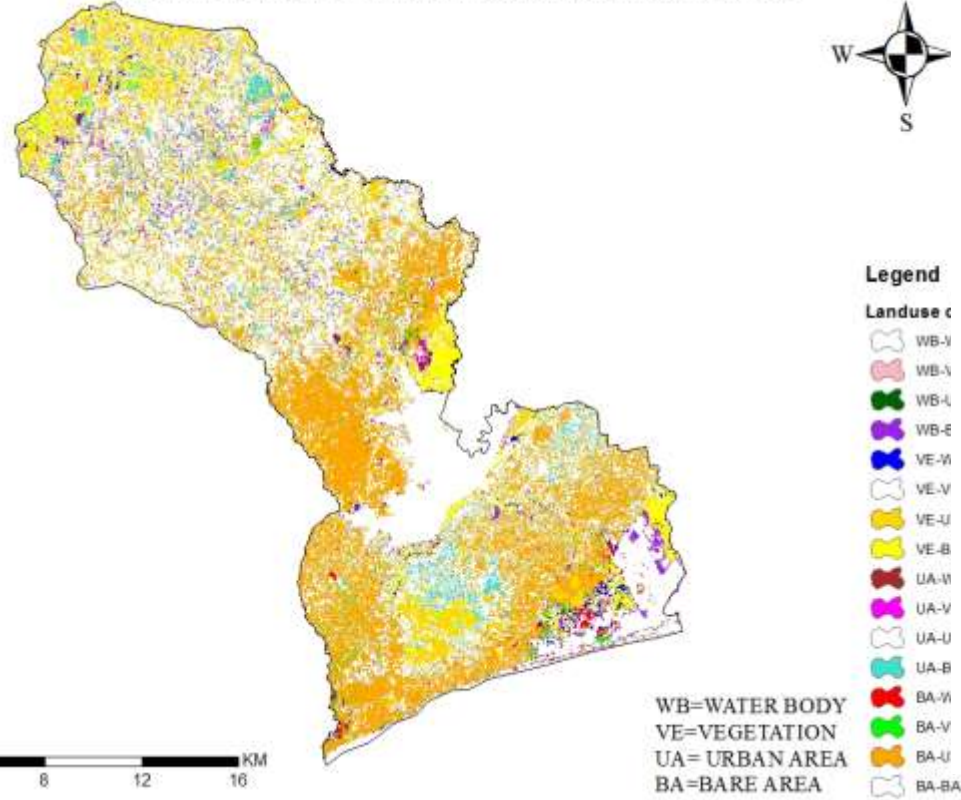 W
S
Legend
Landuse c
WB-V
WB-V
WB-U
WB-B
VE-W
VE-V
VE-U
VE-B
UA-W
UA-V
UA-U
UA-B
BA-W
BA-V
BA-U
BA-BA
WB=WATER BODY
VE=VEGETATION
UA= URBAN AREA
BA=BARE AREA
KM
8 12 16